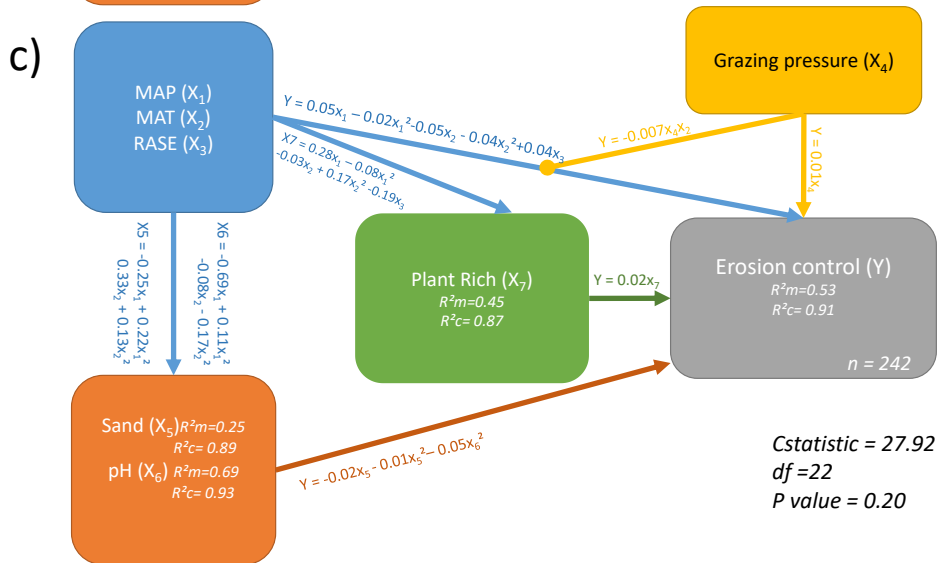 c)
MAP (X₁)
MAT (X₂)
RASE (X₃)
Grazing pressure (X₄)
Y = 0.05x₁ – 0.02x₁²-0.05x₂ - 0.04x₂²+0.04x₃
Y = -0.007x₄x₂
Y = 0.01x₄
X7 = 0.28x₁ – 0.08x₁²
-0.03x₂ + 0.17x₂² -0.19x₃
X6 = -0.69x₁ + 0.11x₁²
-0.08x₂ - 0.17x₂²
X5 = -0.25x₁ + 0.22x₁²
0.33x₂ + 0.13x₂²
Plant Rich (X₇)
R²m=0.45
R²c= 0.87
Y = 0.02x₇
Erosion control (Y)
R²m=0.53
R²c= 0.91
n = 242
Sand (X₅) R²m=0.25
R²c= 0.89
pH (X₆) R²m=0.69
R²c= 0.93
Y = -0.02x₅ - 0.01x₅²– 0.05x₆²
Cstatistic = 27.92
df =22
P value = 0.20